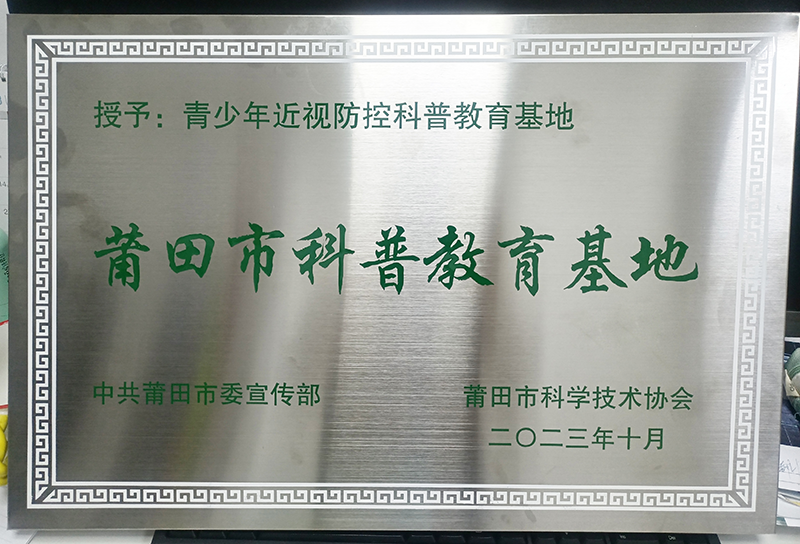 授予：青少年近视防控科普教育基地
莆田市科普教育基地
中共莆田市委宣传部
莆田市科学技术协会
二〇二三年十月